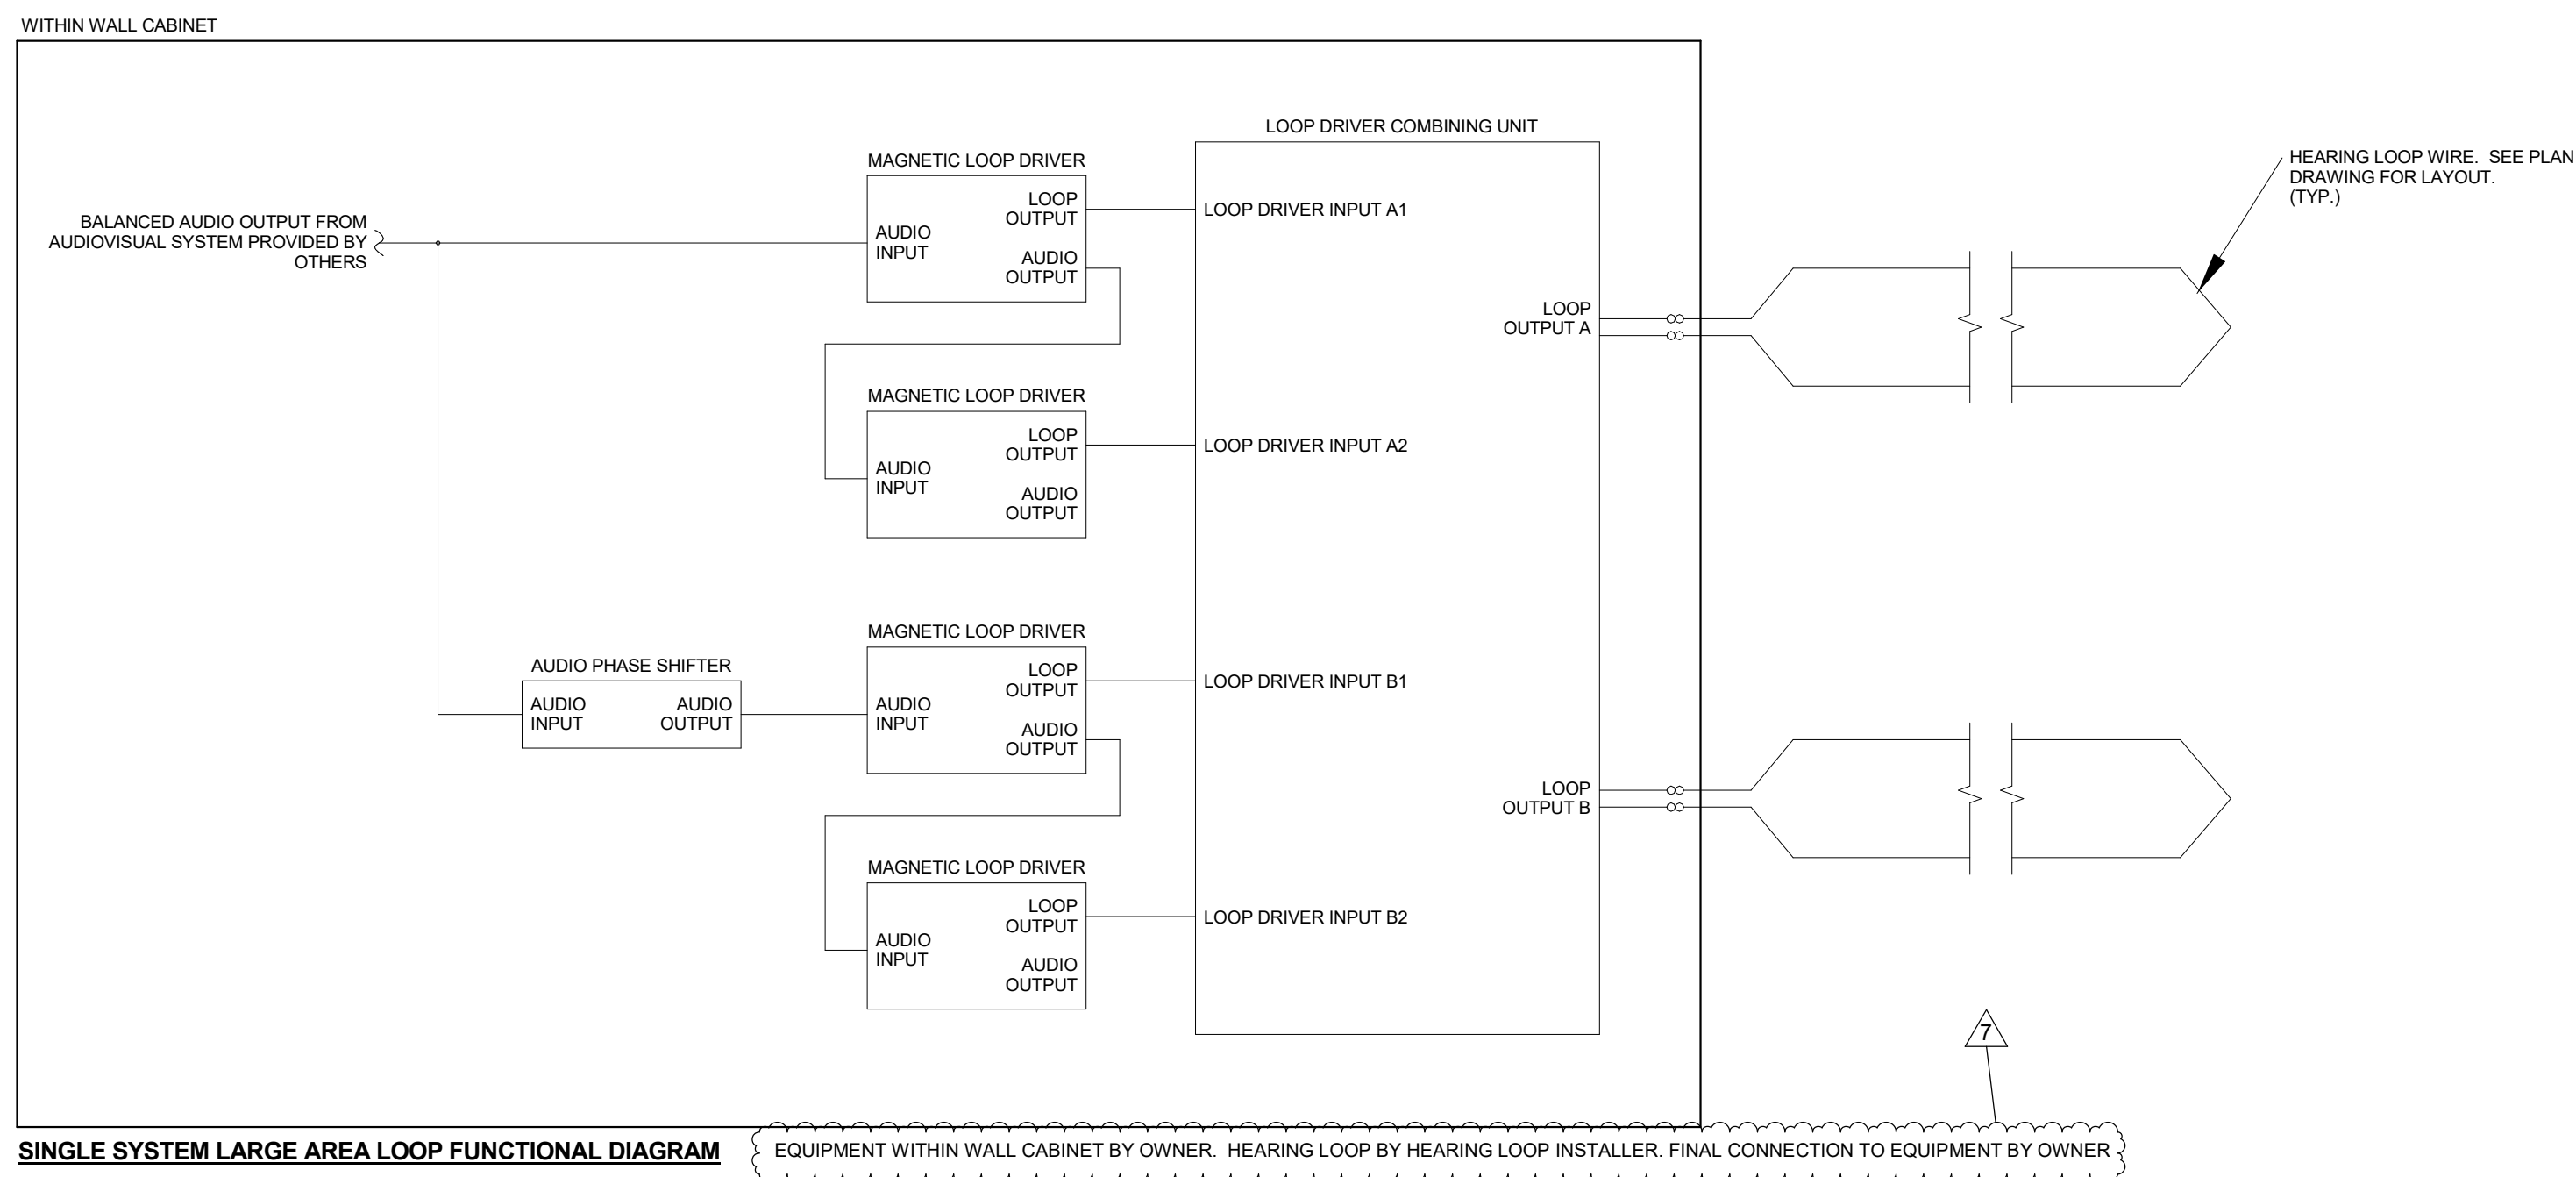 WITHIN WALL CABINET
LOOP DRIVER COMBINING UNIT
MAGNETIC LOOP DRIVER
HEARING LOOP WIRE. SEE PLAN
DRAWING FOR LAYOUT.
(TYP.)
BALANCED AUDIO OUTPUT FROM
AUDIOVISUAL SYSTEM PROVIDED BY
OTHERS
AUDIO
INPUT
LOOP
OUTPUT
AUDIO
OUTPUT
LOOP DRIVER INPUT A1
LOOP
OUTPUT A
MAGNETIC LOOP DRIVER
AUDIO
INPUT
LOOP
OUTPUT
AUDIO
OUTPUT
LOOP DRIVER INPUT A2
AUDIO PHASE SHIFTER
AUDIO
INPUT
AUDIO
OUTPUT
MAGNETIC LOOP DRIVER
AUDIO
INPUT
LOOP
OUTPUT
AUDIO
OUTPUT
LOOP DRIVER INPUT B1
LOOP
OUTPUT B
MAGNETIC LOOP DRIVER
AUDIO
INPUT
LOOP
OUTPUT
AUDIO
OUTPUT
LOOP DRIVER INPUT B2
7
SINGLE SYSTEM LARGE AREA LOOP FUNCTIONAL DIAGRAM
EQUIPMENT WITHIN WALL CABINET BY OWNER. HEARING LOOP BY HEARING LOOP INSTALLER. FINAL CONNECTION TO EQUIPMENT BY OWNER